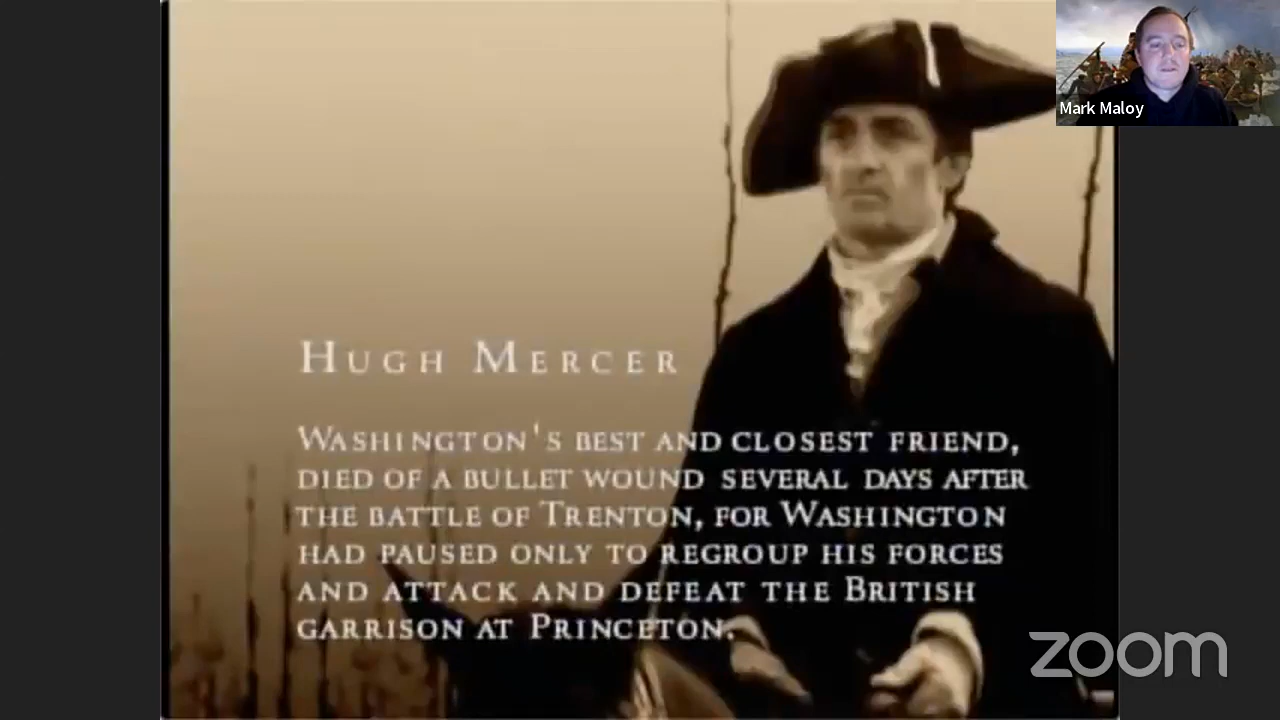 Mark Maloy
HUGH MERCER
WASHINGTON'S BEST AND CLOSEST FRIEND,
DIED OF A BULLET WOUND SEVERAL DAYS AFTER
THE BATTLE OF TRENTON, FOR WASHINGTON
HAD PAUSED ONLY TO REGROUP HIS FORCES
AND ATTACK AND DEFEAT THE BRITISH
GARRISON AT PRINCETON.
zoom